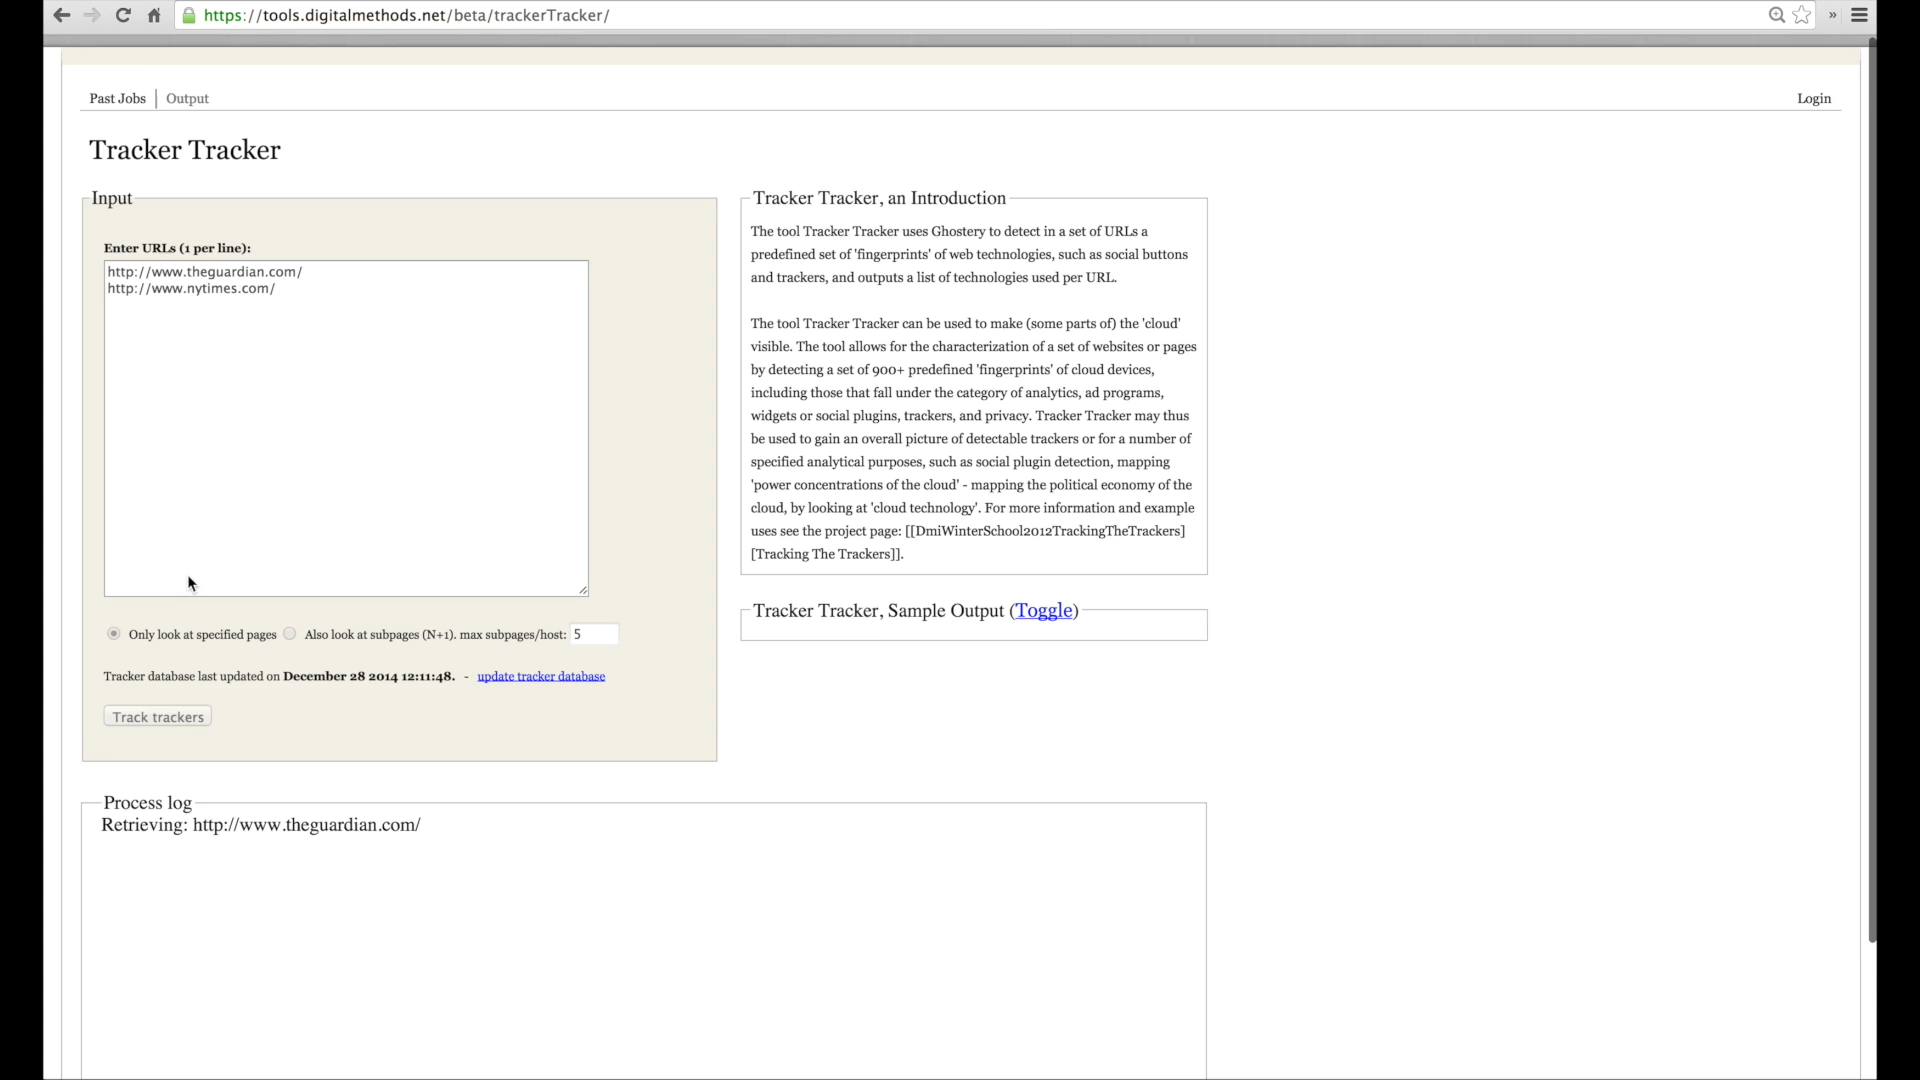 https://tools.digitalmethods.net/beta/trackerTracker/
»
Past Jobs | Output
Login
Tracker Tracker
Input
Enter URLs (1 per line):
http://www.theguardian.com/
http://www.nytimes.com/
Only look at specified pages Also look at subpages (N+1). max subpages/host: 5
Tracker database last updated on December 28 2014 12:11:48. - update tracker database
Track trackers
Tracker Tracker, an Introduction
The tool Tracker Tracker uses Ghostery to detect in a set of URLs a
predefined set of 'fingerprints' of web technologies, such as social buttons
and trackers, and outputs a list of technologies used per URL.
The tool Tracker Tracker can be used to make (some parts of) the 'cloud'
visible. The tool allows for the characterization of a set of websites or pages
by detecting a set of 900+ predefined 'fingerprints' of cloud devices,
including those that fall under the category of analytics, ad programs,
widgets or social plugins, trackers, and privacy. Tracker Tracker may thus
be used to gain an overall picture of detectable trackers or for a number of
specified analytical purposes, such as social plugin detection, mapping
'power concentrations of the cloud' - mapping the political economy of the
cloud, by looking at 'cloud technology'. For more information and example
uses see the project page: [[DmiWinterSchool2012TrackingTheTrackers]
[Tracking The Trackers]].
Tracker Tracker, Sample Output (Toggle)
Process log
Retrieving: http://www.theguardian.com/